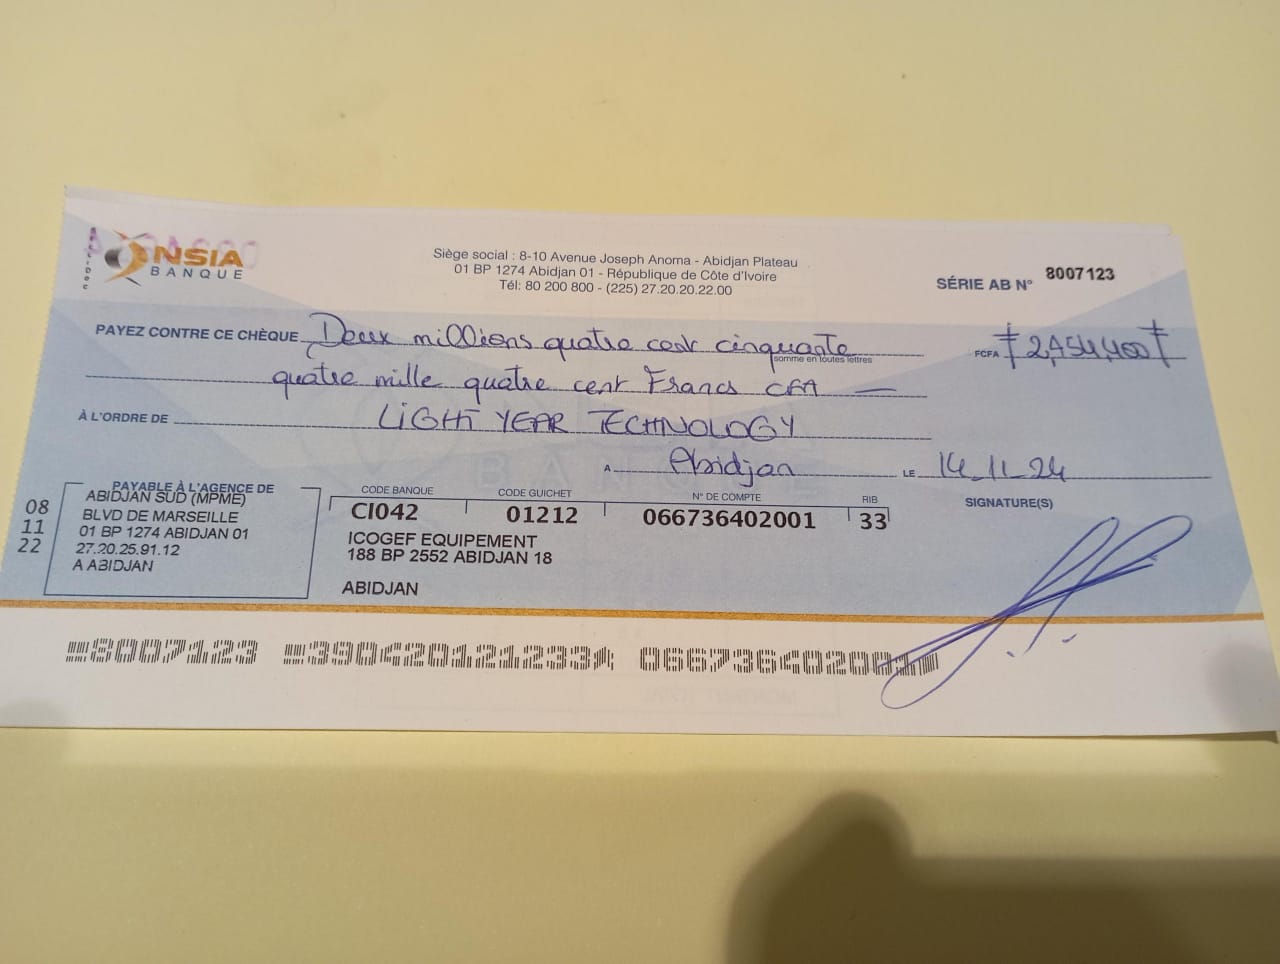 NSIA
BANQUE
Siège social : 8-10 Avenue Joseph Anoma - Abidjan Plateau
01 BP 1274 Abidjan 01 - République de Côte d'Ivoire
Tél: 80 200 800 - (225) 27.20.20.22.00
SÉRIE AB N° 8007123
PAYEZ CONTRE CE CHÈQUE Deux millions quatre cent cinquante
somme en toutes lettres
FCFA 2,454,400
quatre mille quatre cent Francs CFA
À L'ORDRE DE LIGHT YEAR TECHNOLOGY
A Abidjan LE 14_11_24
PAYABLE À L'AGENCE DE
ABIDJAN SUD (MPME)
BLVD DE MARSEILLE
01 BP 1274 ABIDJAN 01
27.20.25.91.12
A ABIDJAN
08
11
22
CODE BANQUE CODE GUICHET N° DE COMPTE RIB
CI042 01212 066736402001 33
SIGNATURE(S)
ICOGEF EQUIPEMENT
188 BP 2552 ABIDJAN 18
ABIDJAN
8007123 390420121233 066736402001